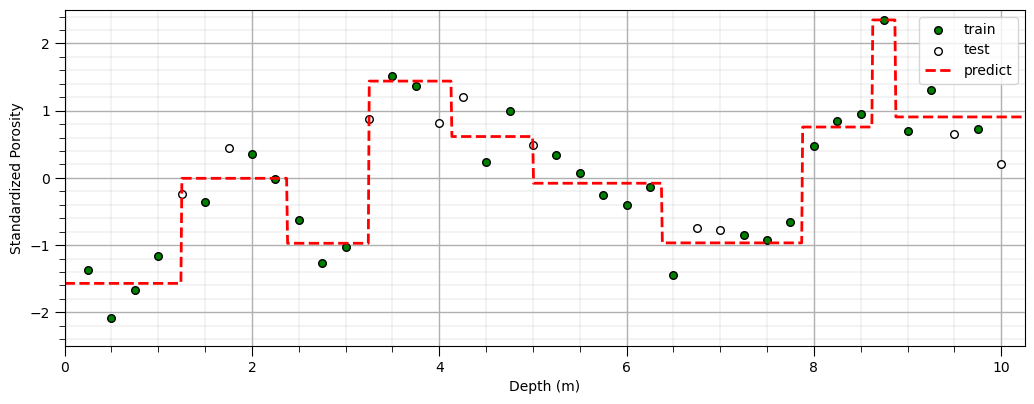 train
test
predict
Standardized Porosity
2
1
0
−1
−2
0
2
4
6
8
10
Depth (m)